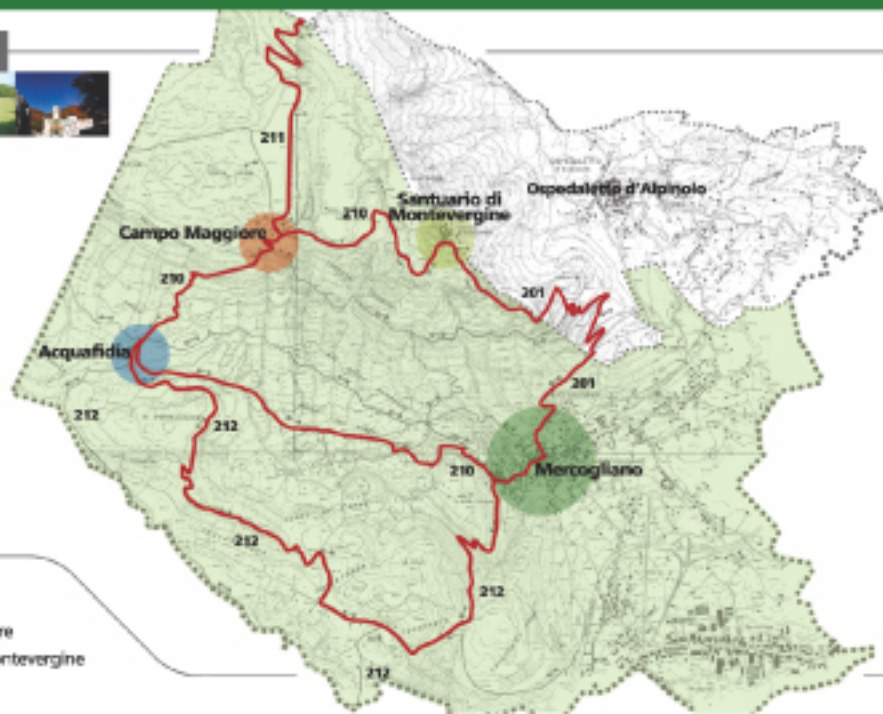 211
Ospedaletto d'Alpinolo
Santuario di
Montevergine
210
Campo Maggiore
210
201
Acquafidia
201
212
212
210
Mercogliano
212
212
re
ntevergine
212